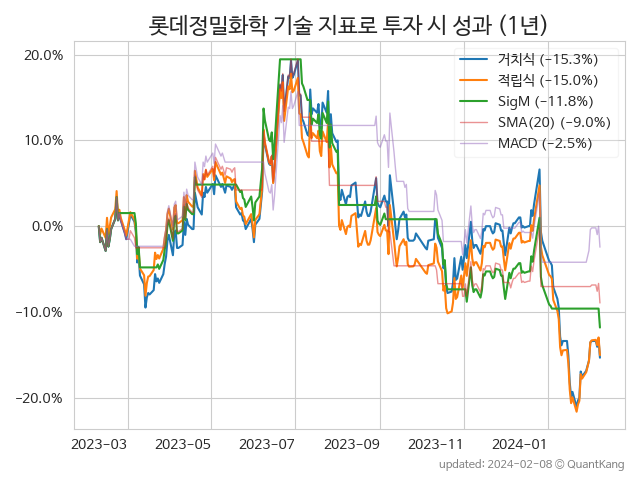 롯데정밀화학 기술 지표로 투자 시 성과 (1년)
20.0%
10.0%
0.0%
−10.0%
−20.0%
거치식 (−15.3%)
적립식 (−15.0%)
SigM (−11.8%)
SMA(20) (−9.0%)
MACD (−2.5%)
2023-03
2023-05
2023-07
2023-09
2023-11
2024-01
updated: 2024-02-08 © QuantKang